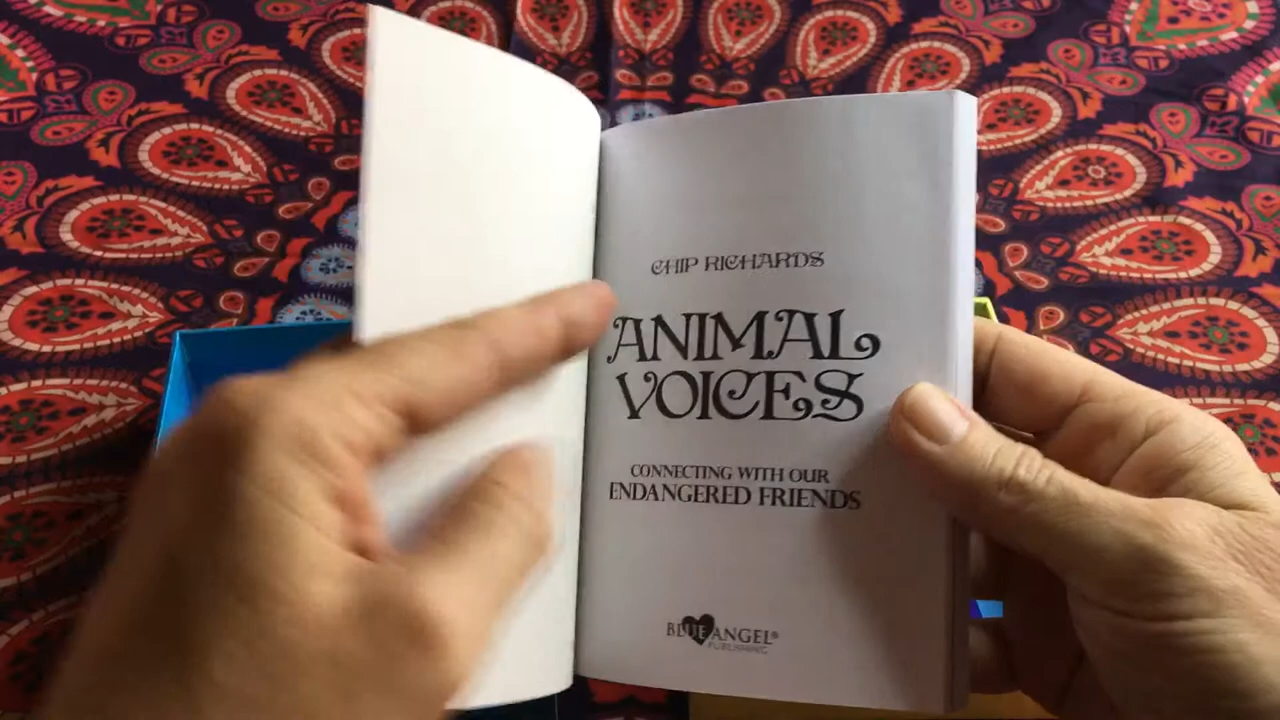 CHIP RICHARDS
ANIMAL
VOICES
CONNECTING WITH OUR
ENDANGERED FRIENDS
BLUE ANGEL®
PUBLISHING